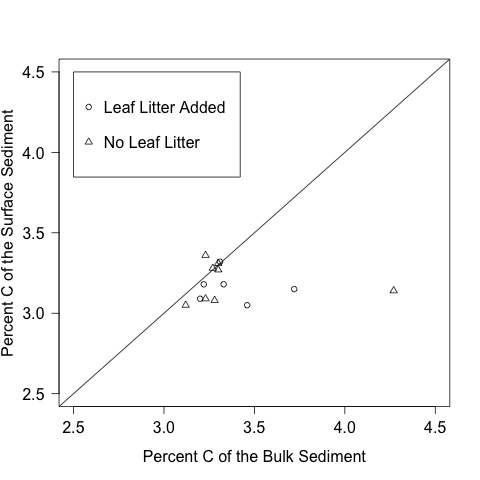 4.5
4.0
3.5
3.0
2.5
Percent C of the Surface Sediment
Leaf Litter Added
No Leaf Litter
2.5 3.0 3.5 4.0 4.5
Percent C of the Bulk Sediment